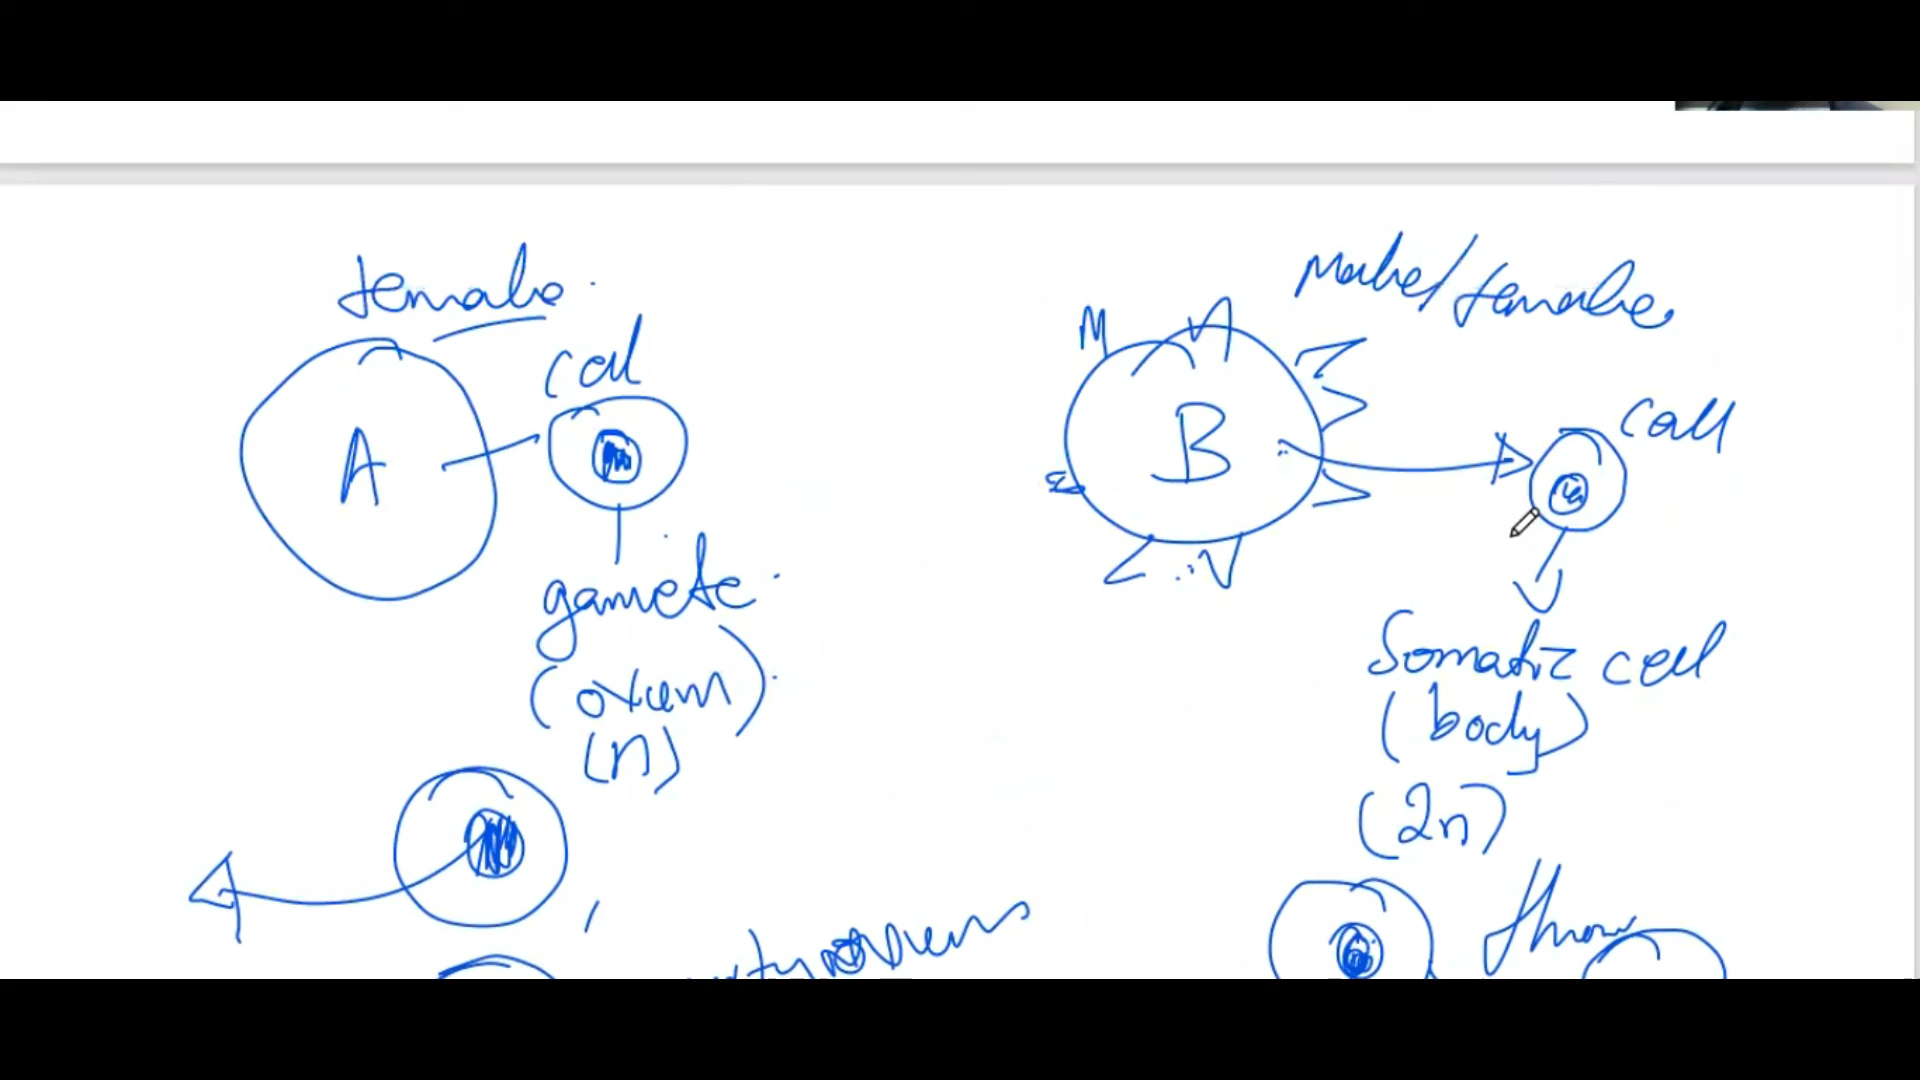 female
cell
A
gamete
(ovum)
(n)
Male/female
B
cell
Somatic cell
(body)
(2n)